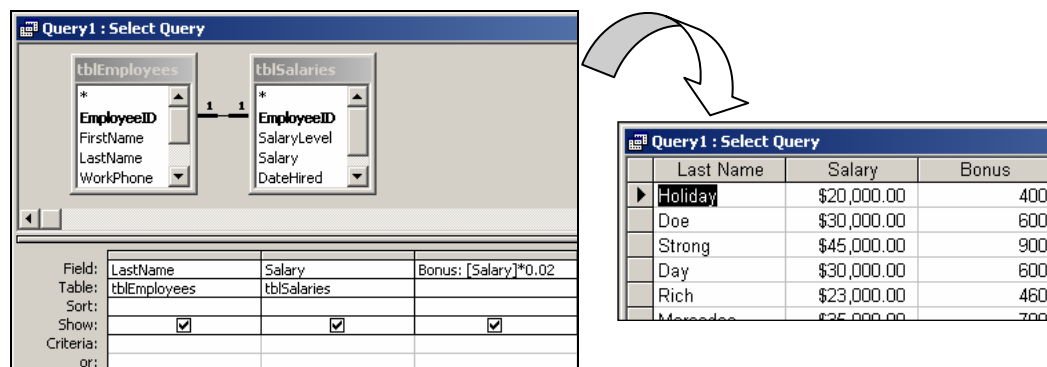 Query1 : Select Query
tblEmployees
*
EmployeeID
FirstName
LastName
WorkPhone
1 1
tblSalaries
*
EmployeeID
SalaryLevel
Salary
DateHired
Field: LastName Salary Bonus: [Salary]*0.02
Table: tblEmployees tblSalaries
Sort:
Show:
Criteria:
or:
Query1 : Select Query
Last Name Salary Bonus
Holiday $20,000.00 400
Doe $30,000.00 600
Strong $45,000.00 900
Day $30,000.00 600
Rich $23,000.00 460